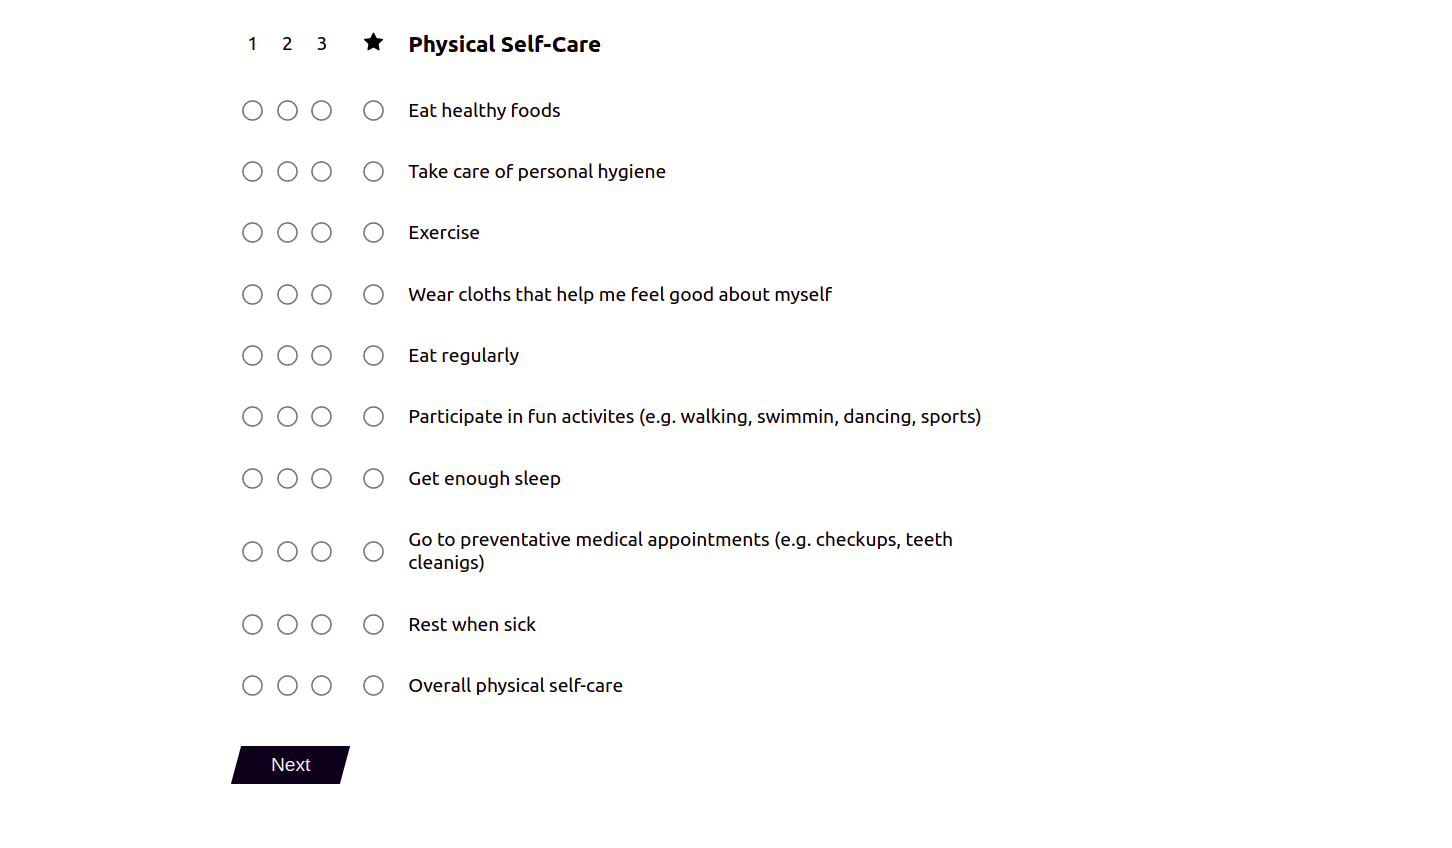 1 2 3 ★ Physical Self-Care
Eat healthy foods
Take care of personal hygiene
Exercise
Wear cloths that help me feel good about myself
Eat regularly
Participate in fun activites (e.g. walking, swimmin, dancing, sports)
Get enough sleep
Go to preventative medical appointments (e.g. checkups, teeth
cleanigs)
Rest when sick
Overall physical self-care
Next